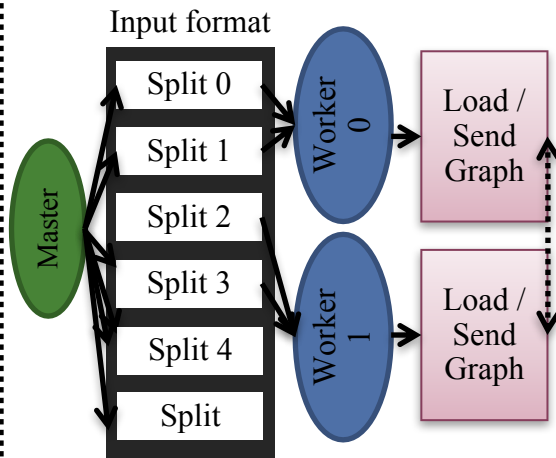 Input format
Master
Split 0
Split 1
Split 2
Split 3
Split 4
Split
Worker
0
Worker
1
Load /
Send
Graph
Load /
Send
Graph